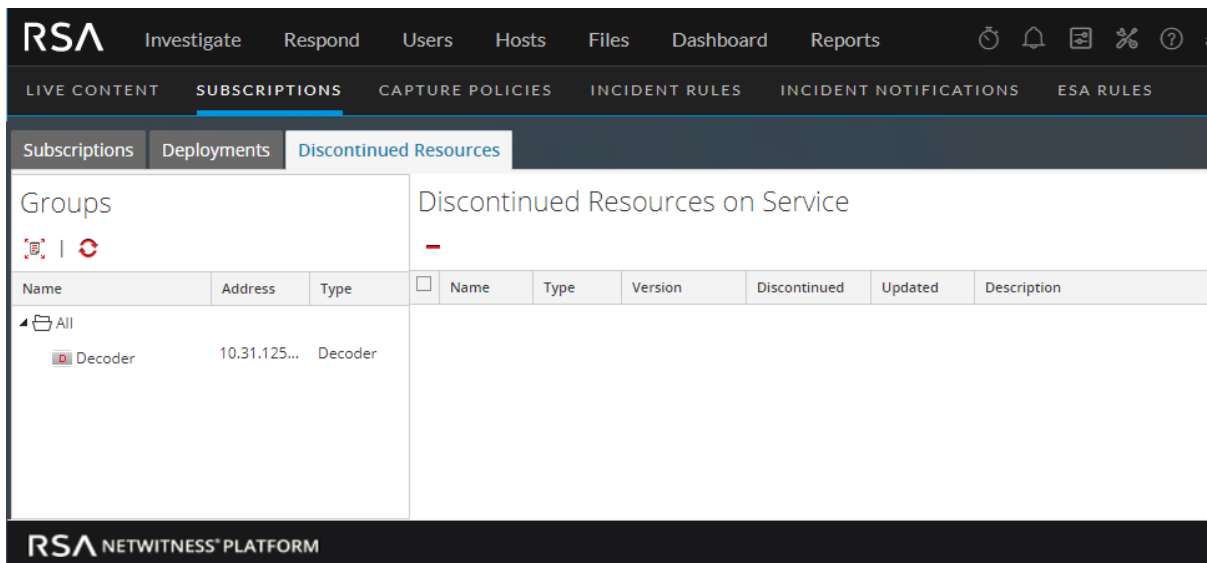 RSA Investigate Respond Users Hosts Files Dashboard Reports
LIVE CONTENT SUBSCRIPTIONS CAPTURE POLICIES INCIDENT RULES INCIDENT NOTIFICATIONS ESA RULES
Subscriptions Deployments Discontinued Resources
Groups
Discontinued Resources on Service
Name Address Type
Name Type Version Discontinued Updated Description
All
D Decoder 10.31.125... Decoder
RSA NETWITNESS® PLATFORM